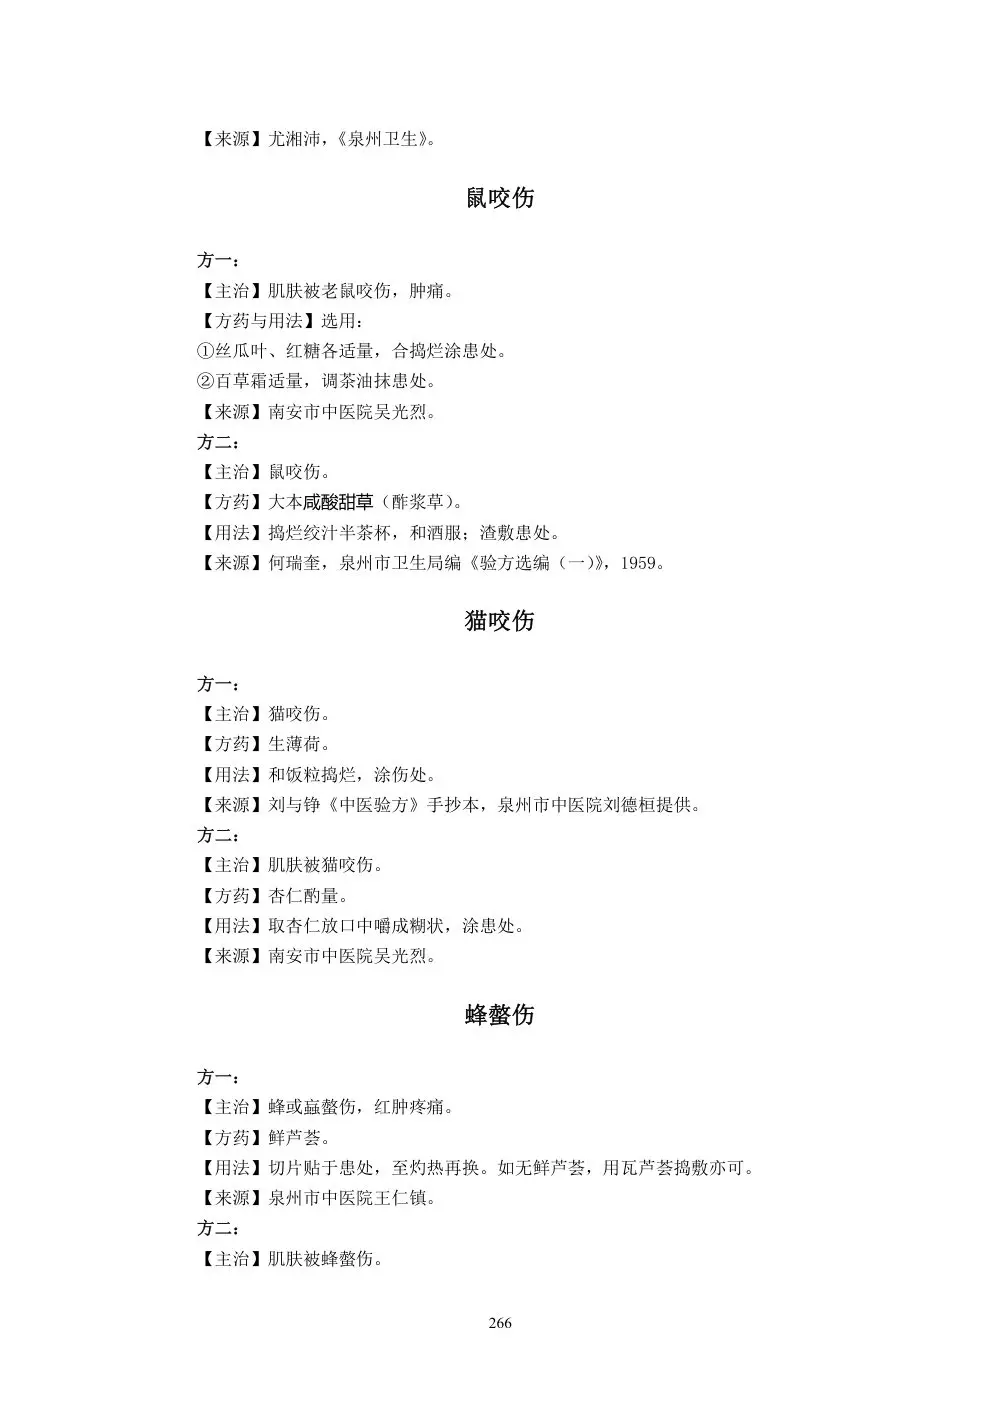 【来源】尤湘沛，《泉州卫生》。
鼠咬伤
方一：
【主治】肌肤被老鼠咬伤，肿痛。
【方药与用法】选用：
①丝瓜叶、红糖各适量，合捣烂涂患处。
②百草霜适量，调茶油抹患处。
【来源】南安市中医院吴光烈。
方二：
【主治】鼠咬伤。
【方药】大本咸酸甜草（酢浆草）。
【用法】捣烂绞汁半茶杯，和酒服；渣敷患处。
【来源】何瑞奎，泉州市卫生局编《验方选编（一）》，1959。
猫咬伤
方一：
【主治】猫咬伤。
【方药】生薄荷。
【用法】和饭粒捣烂，涂伤处。
【来源】刘与铮《中医验方》手抄本，泉州市中医院刘德桓提供。
方二：
【主治】肌肤被猫咬伤。
【方药】杏仁酌量。
【用法】取杏仁放口中嚼成糊状，涂患处。
【来源】南安市中医院吴光烈。
蜂螫伤
方一：
【主治】蜂或蝱螫伤，红肿疼痛。
【方药】鲜芦荟。
【用法】切片贴于患处，至灼热再换。如无鲜芦荟，用瓦芦荟捣敷亦可。
【来源】泉州市中医院王仁镇。
方二：
【主治】肌肤被蜂螫伤。
266